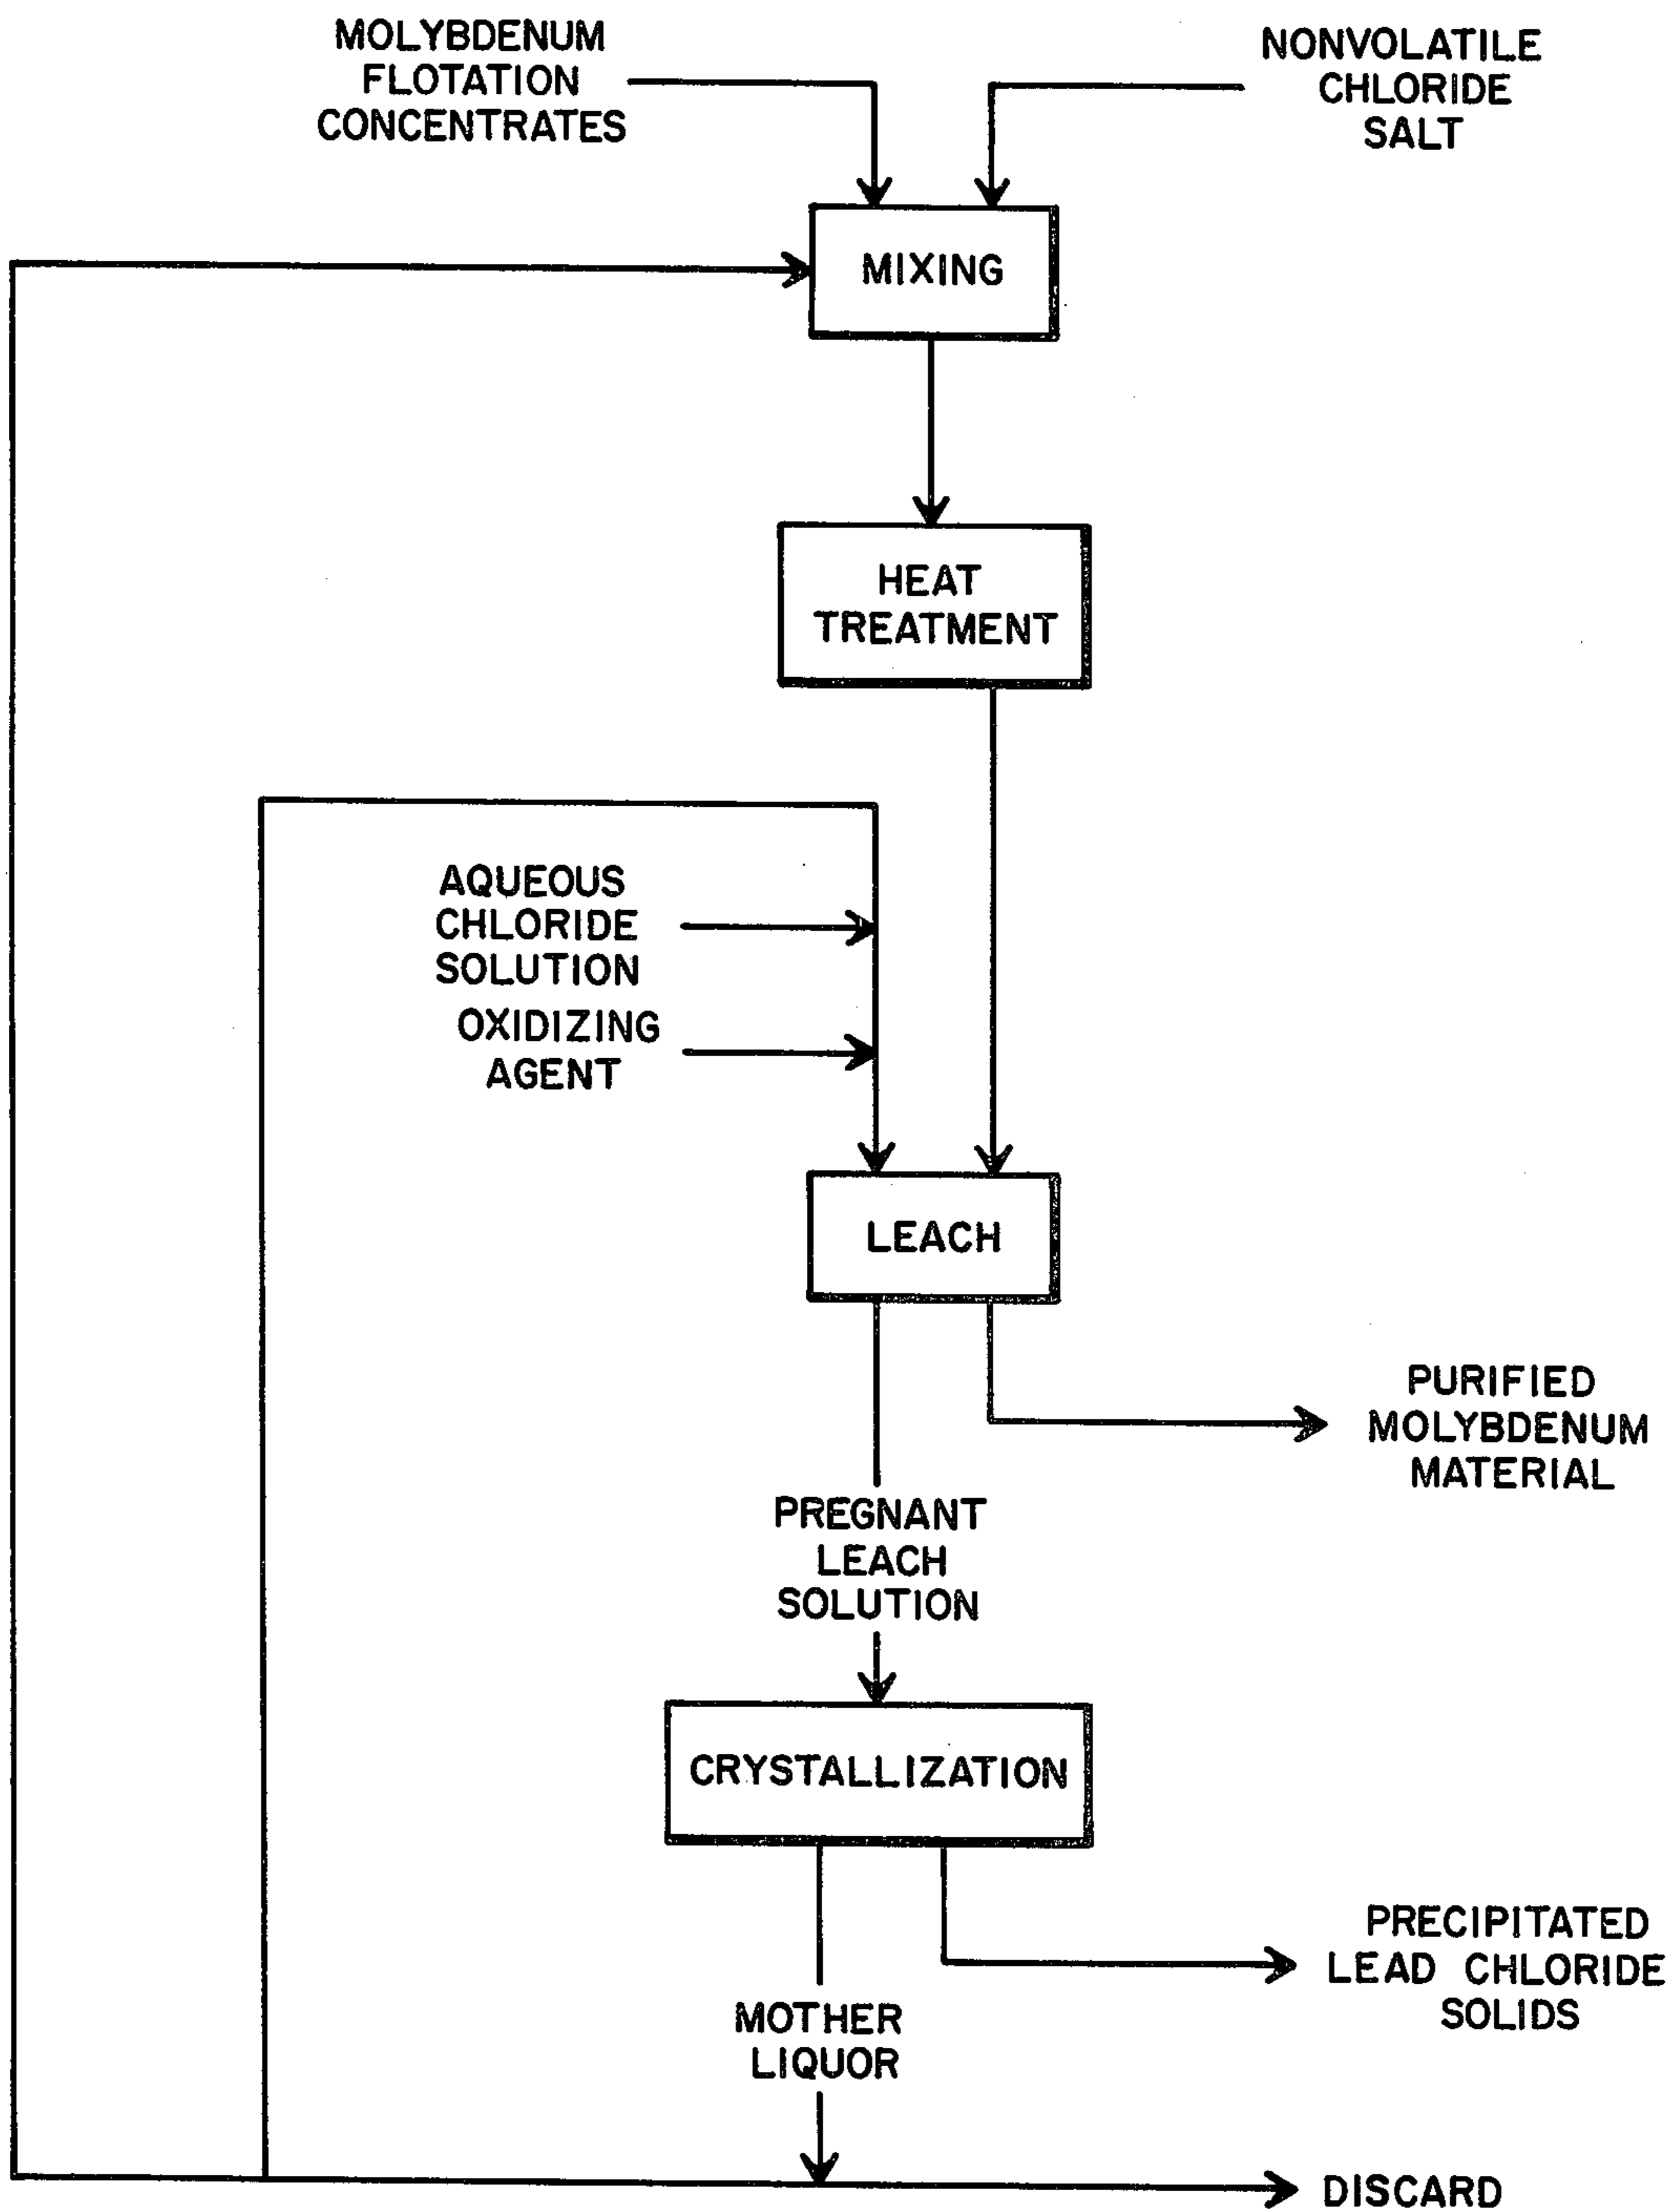 MOLYBDENUM
FLOTATION
CONCENTRATES
NONVOLATILE
CHLORIDE
SALT
MIXING
HEAT
TREATMENT
AQUEOUS
CHLORIDE
SOLUTION
OXIDIZING
AGENT
LEACH
PURIFIED
MOLYBDENUM
MATERIAL
PREGNANT
LEACH
SOLUTION
CRYSTALLIZATION
PRECIPITATED
LEAD CHLORIDE
SOLIDS
MOTHER
LIQUOR
DISCARD